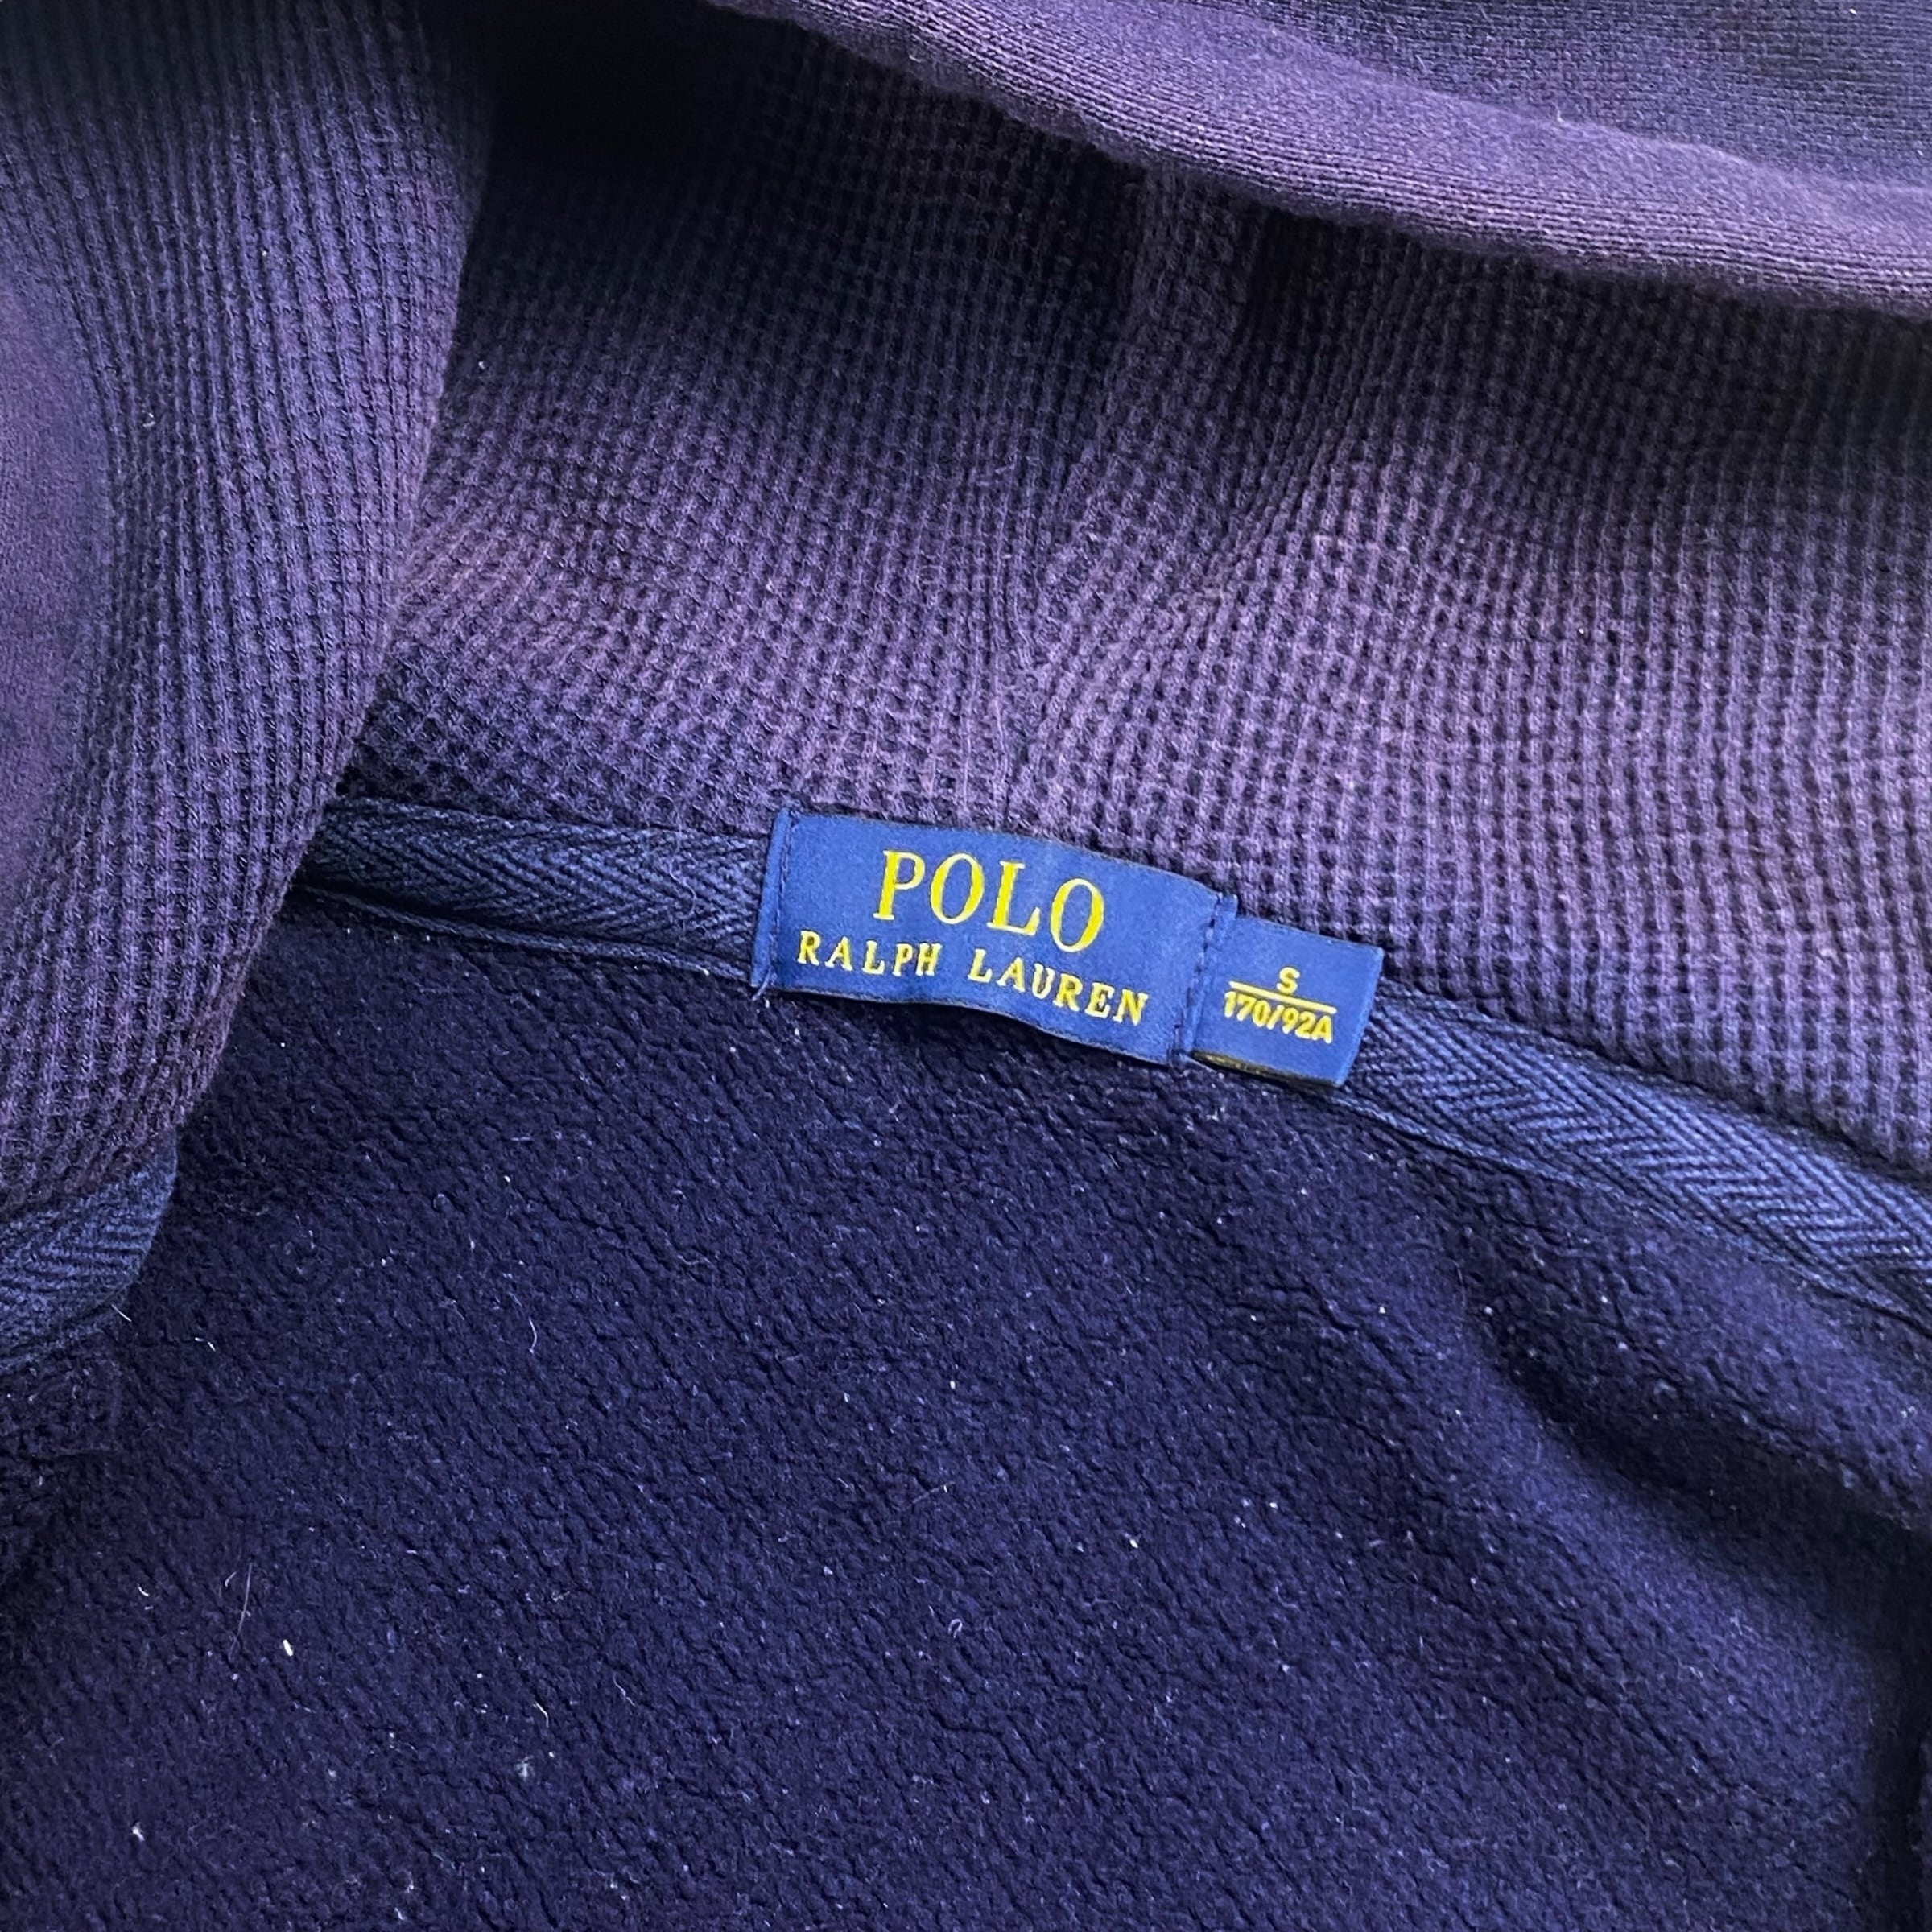 POLO
RALPH LAUREN
S
170/92A